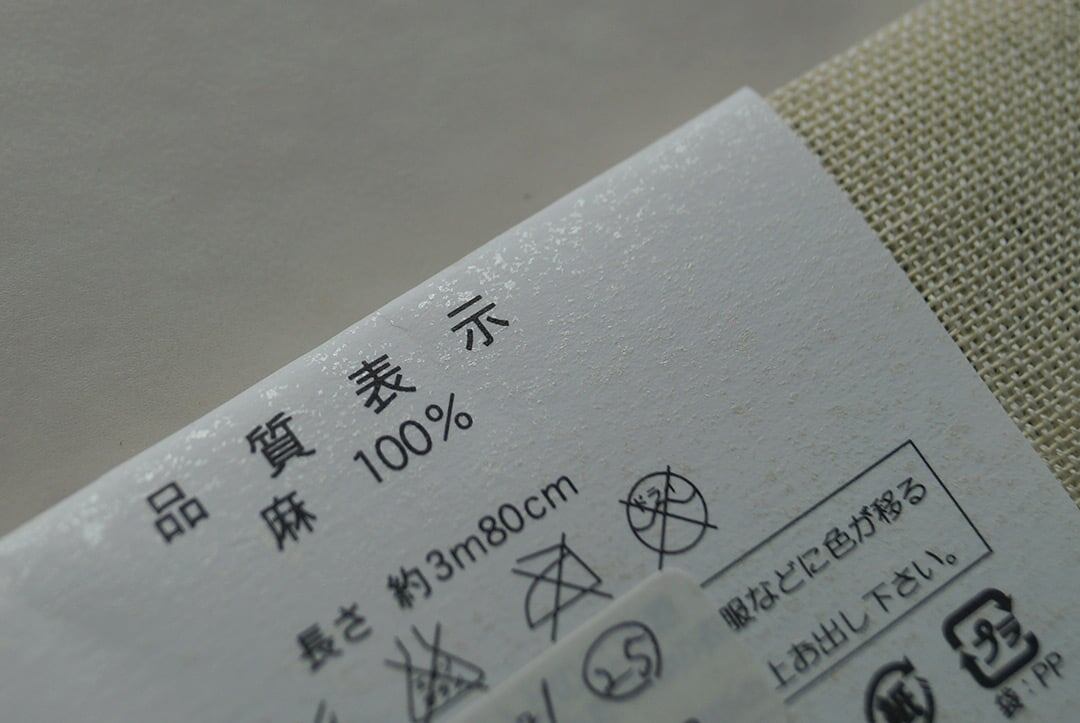 品質表示
麻 100%
長さ 約3m80cm
ドライ
服などに色が移る
上お出し下さい。
2-5
プラ
紙
袋:PP